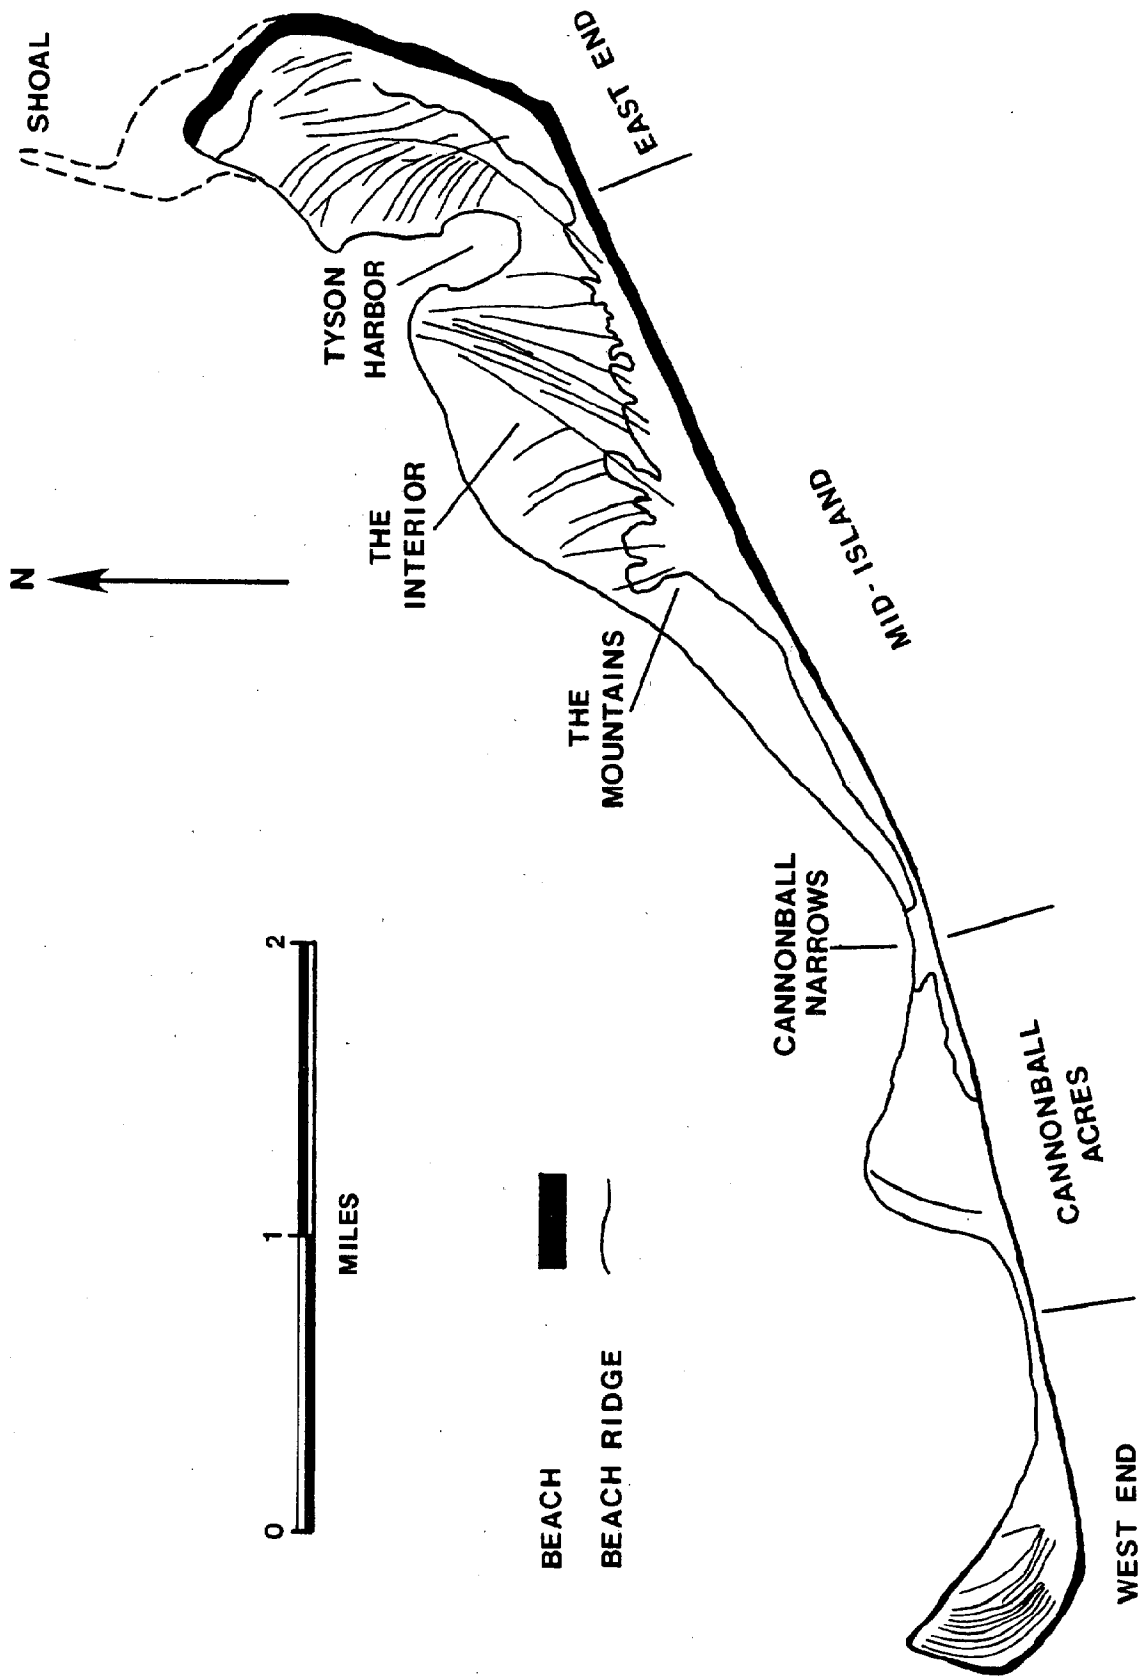 SHOAL
EAST END
TYSON
HARBOR
N
THE
INTERIOR
THE
MOUNTAINS
MID-ISLAND
CANNONBALL
NARROWS
CANNONBALL
ACRES
WEST END
0 1 2
MILES
BEACH
BEACH RIDGE